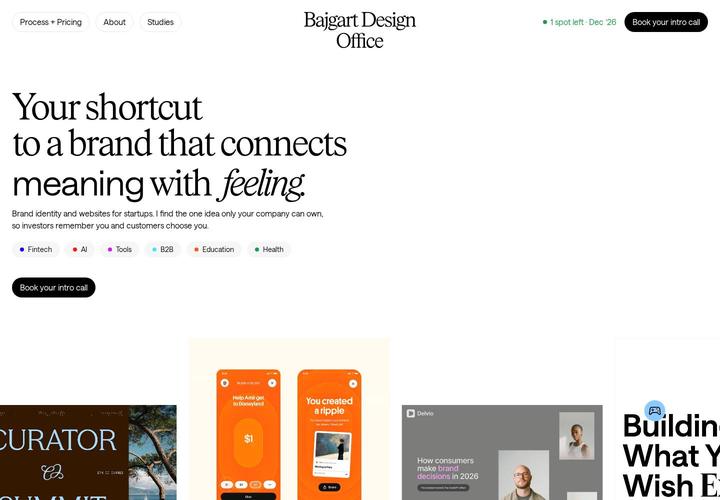 Process + Pricing
About
Studies
Bajgart Design
Office
1 spot left · Dec '26
Book your intro call
Your shortcut
to a brand that connects
meaning with feeling.
Brand identity and websites for startups. I find the one idea only your company can own,
so investors remember you and customers choose you.
Fintech
AI
Tools
B2B
Education
Health
Book your intro call
CURATOR
SUMMIT
Help Amil get
to Disneyland
$1
You created
a ripple
Share
Delvio
How consumers
make brand
decisions in 2026
Building
What Y
Wish E